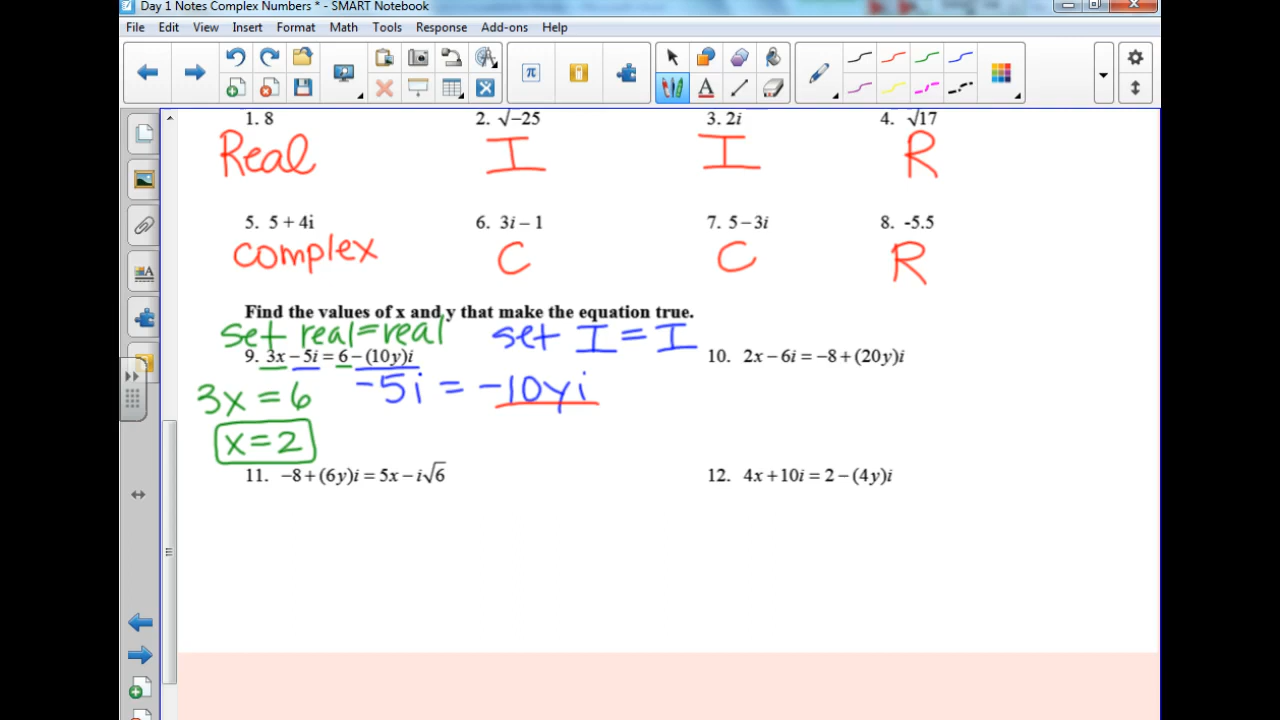 Day 1 Notes Complex Numbers * - SMART Notebook
File Edit View Insert Format Math Tools Response Add-ons Help
1. 8 2. √−25 3. 2i 4. √17
Real I I R
5. 5 + 4i 6. 3i − 1 7. 5 − 3i 8. -5.5
complex C C R
Find the values of x and y that make the equation true.
set real=real set I = I
9. 3x − 5i = 6 − (10y)i 10. 2x − 6i = −8 + (20y)i
3x = 6 -5i = -10yi
x=2
11. −8 + (6y)i = 5x − i√6 12. 4x + 10i = 2 − (4y)i